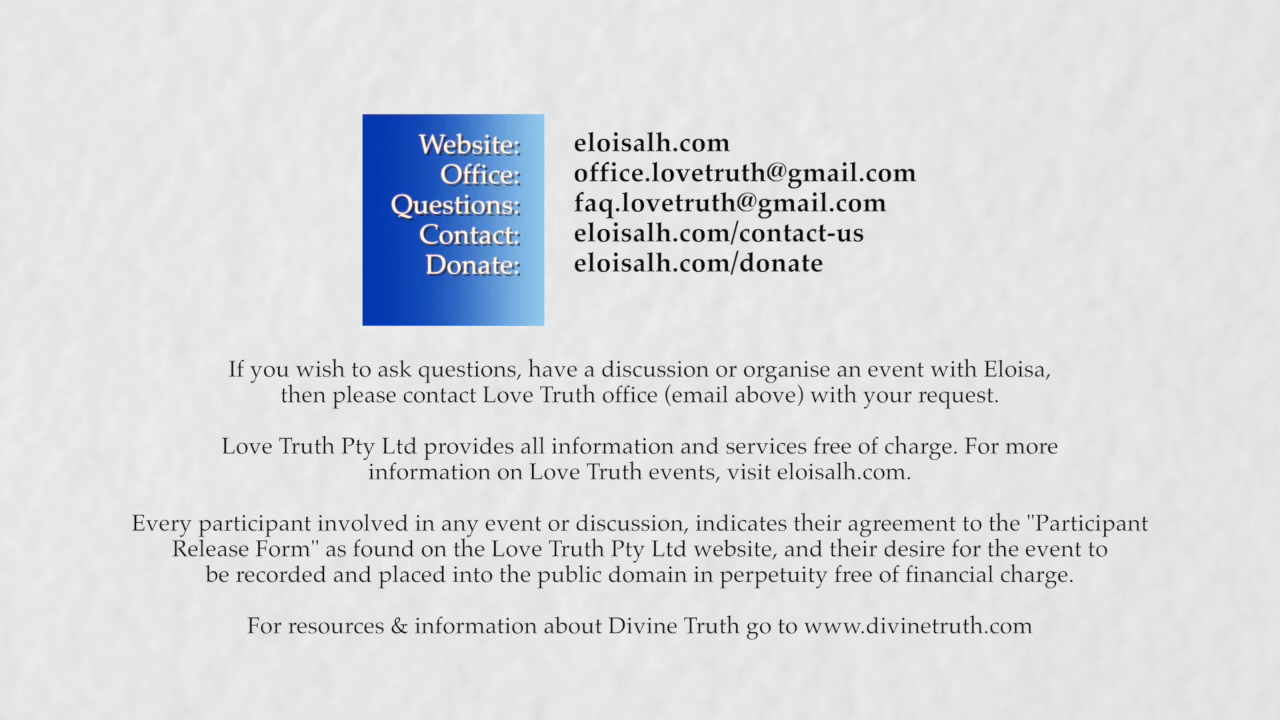 Website: eloisalh.com
Office: office.lovetruth@gmail.com
Questions: faq.lovetruth@gmail.com
Contact: eloisalh.com/contact-us
Donate: eloisalh.com/donate
If you wish to ask questions, have a discussion or organise an event with Eloisa,
then please contact Love Truth office (email above) with your request.
Love Truth Pty Ltd provides all information and services free of charge. For more
information on Love Truth events, visit eloisalh.com.
Every participant involved in any event or discussion, indicates their agreement to the "Participant
Release Form" as found on the Love Truth Pty Ltd website, and their desire for the event to
be recorded and placed into the public domain in perpetuity free of financial charge.
For resources & information about Divine Truth go to www.divinetruth.com